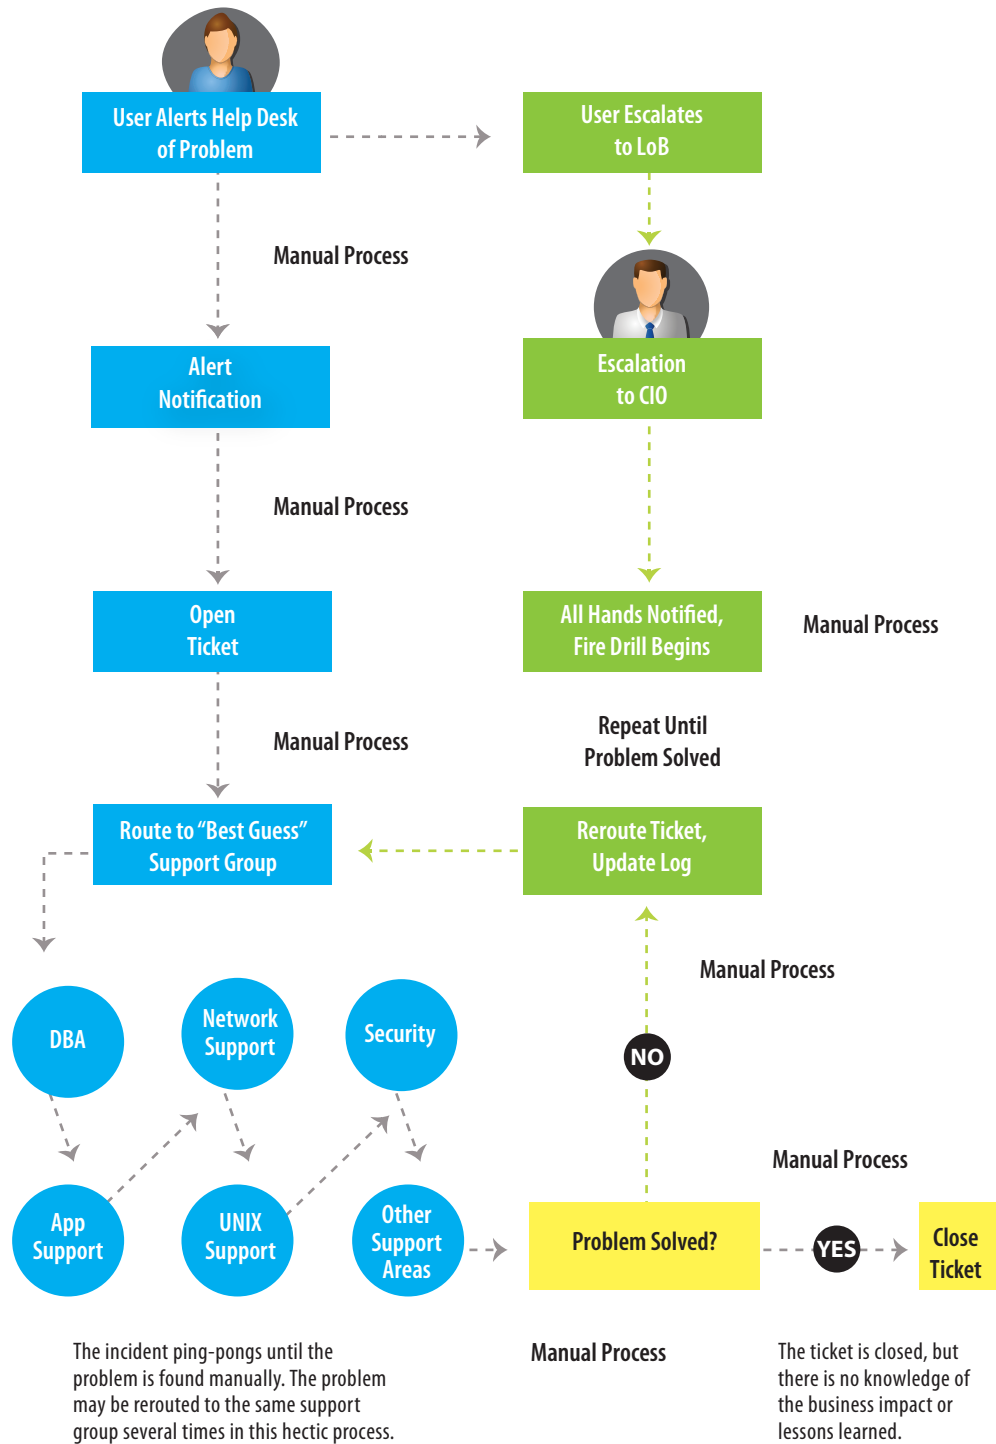 User Alerts Help Desk
of Problem
User Escalates
to LoB
Manual Process
Alert
Notification
Escalation
to CIO
Manual Process
Open
Ticket
All Hands Notified,
Fire Drill Begins
Manual Process
Manual Process
Repeat Until
Problem Solved
Route to “Best Guess”
Support Group
Reroute Ticket,
Update Log
Manual Process
DBA
Network
Support
Security
NO
Manual Process
App
Support
UNIX
Support
Other
Support
Areas
Problem Solved?
YES
Close
Ticket
The incident ping-pongs until the
problem is found manually. The problem
may be rerouted to the same support
group several times in this hectic process.
Manual Process
The ticket is closed, but
there is no knowledge of
the business impact or
lessons learned.